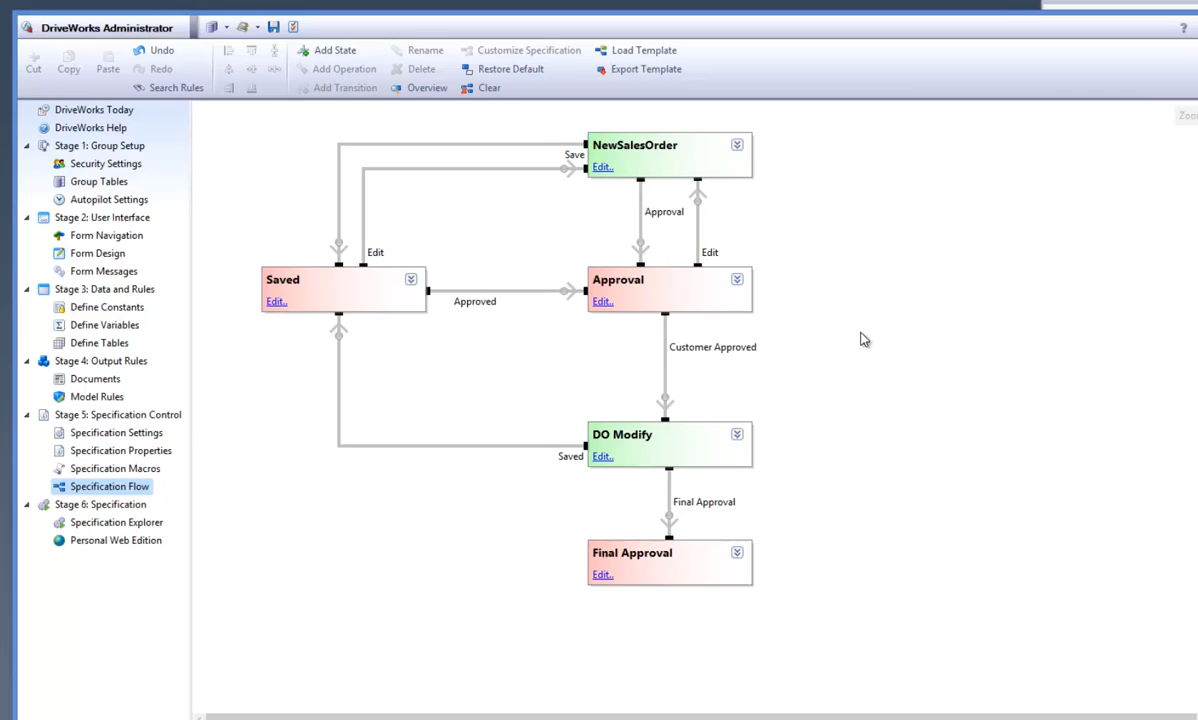 DriveWorks Administrator
?
Cut
Copy
Paste
Undo
Redo
Search Rules
Add State
Add Operation
Add Transition
Rename
Delete
Overview
Customize Specification
Restore Default
Clear
Load Template
Export Template
DriveWorks Today
DriveWorks Help
Stage 1: Group Setup
Security Settings
Group Tables
Autopilot Settings
Stage 2: User Interface
Form Navigation
Form Design
Form Messages
Stage 3: Data and Rules
Define Constants
Define Variables
Define Tables
Stage 4: Output Rules
Documents
Model Rules
Stage 5: Specification Control
Specification Settings
Specification Properties
Specification Macros
Specification Flow
Stage 6: Specification
Specification Explorer
Personal Web Edition
Zoo
NewSalesOrder
Edit..
Save
Approval
Edit
Edit
Saved
Edit..
Approved
Approval
Edit..
Customer Approved
DO Modify
Edit..
Saved
Final Approval
Final Approval
Edit..